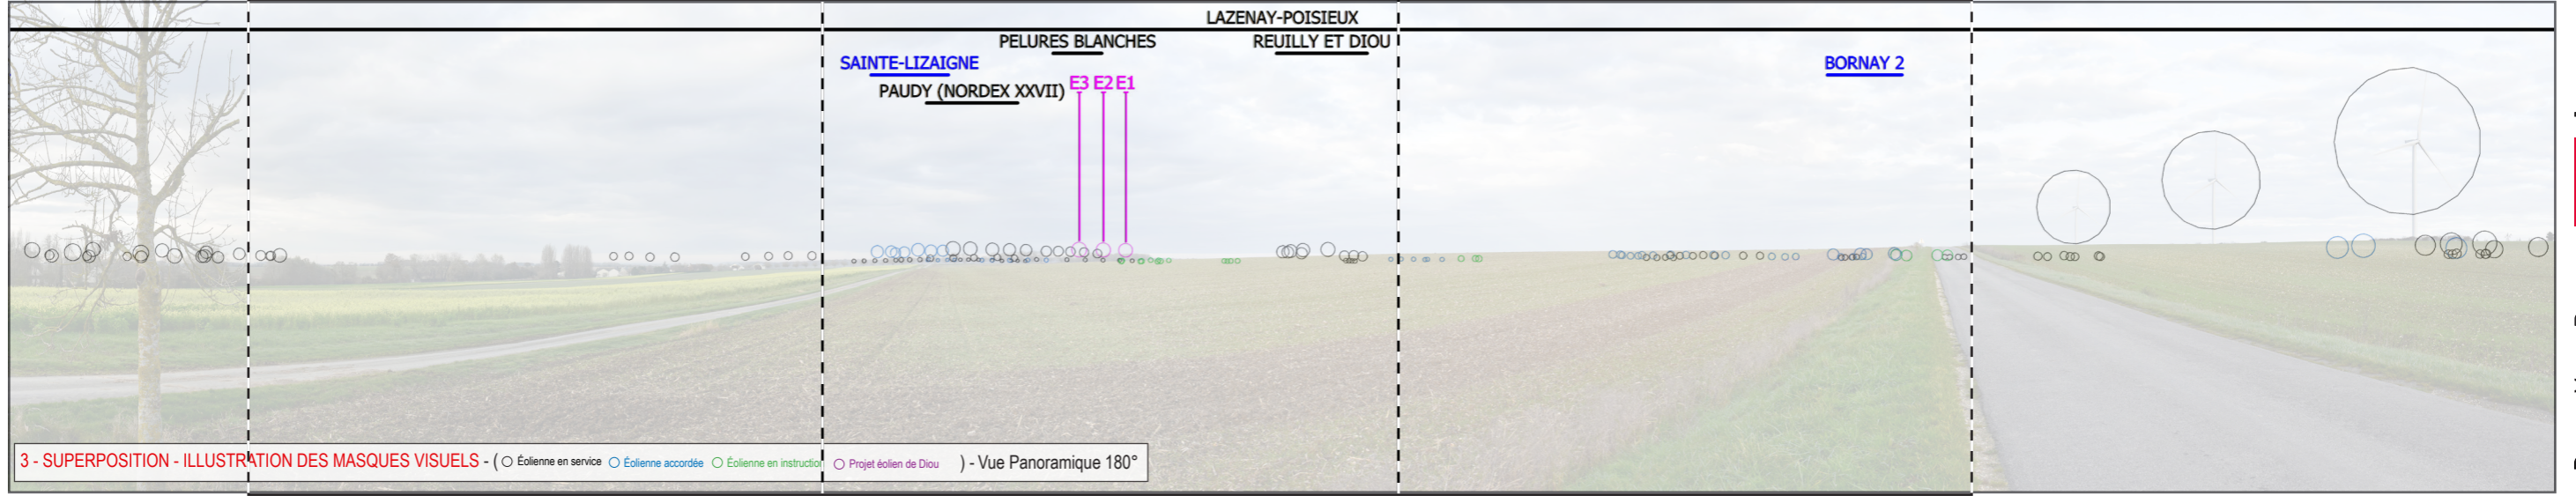 LAZENAY-POISIEUX
PELURES BLANCHES
REUILLY ET DIOU
SAINTE-LIZAIGNE
BORNAY 2
PAUDY (NORDEX XXVII)
E3 E2 E1
3 - SUPERPOSITION - ILLUSTRATION DES MASQUES VISUELS - ( Éolienne en service Éolienne accordée Éolienne en instruction Projet éolien de Diou ) - Vue Panoramique 180°